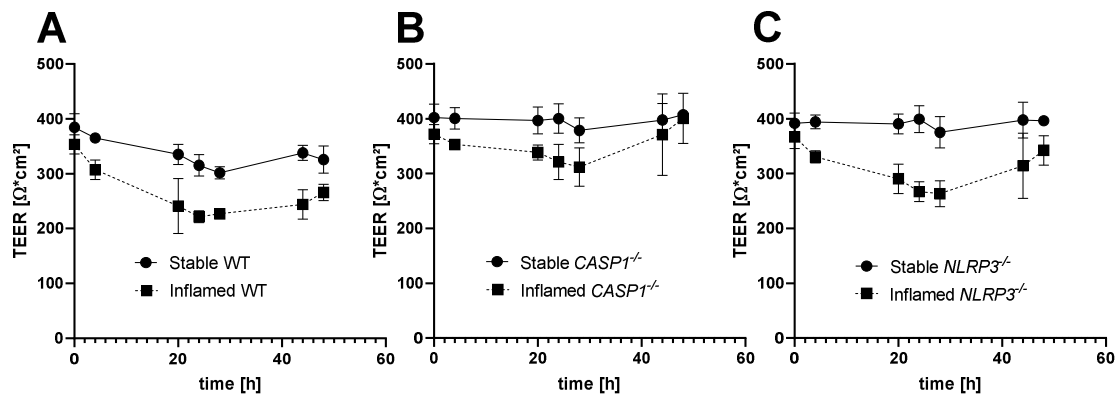 A
500
400
300
200
100
0
TEER [Ω*cm²]
Stable WT
Inflamed WT
0
20
40
60
time [h]
B
500
400
300
200
100
0
TEER [Ω*cm²]
Stable CASP1-/-
Inflamed CASP1-/-
0
20
40
60
time [h]
C
500
400
300
200
100
0
TEER [Ω*cm²]
Stable NLRP3-/-
Inflamed NLRP3-/-
0
20
40
60
time [h]